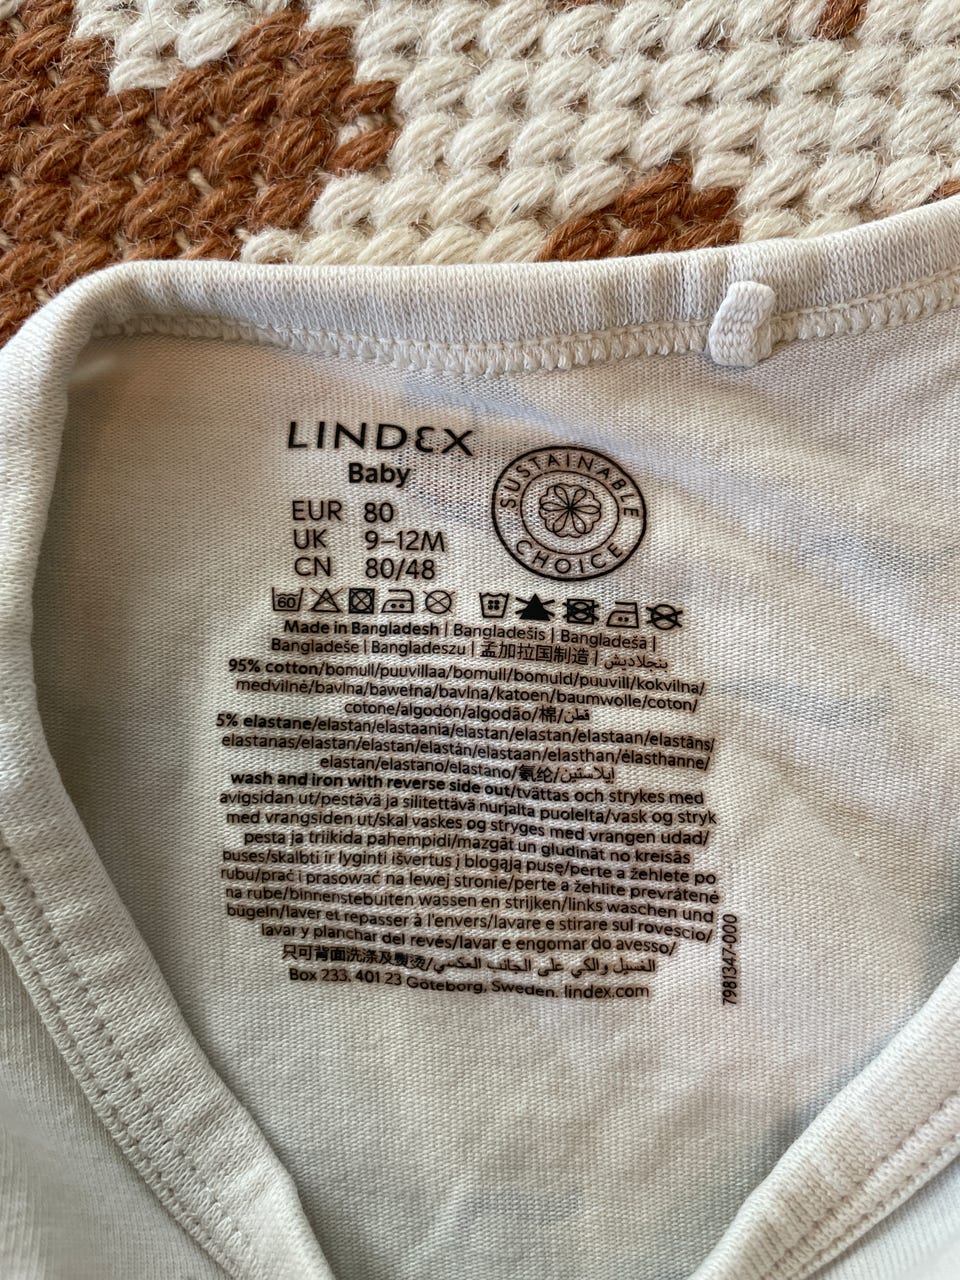 LINDEX
Baby
SUSTAINABLE CHOICE
EUR 80
UK 9–12M
CN 80/48
60
Made in Bangladesh | Bangladešis | Bangladeša |
Bangladeše | Bangladeszu | 孟加拉国制造 | بنجلاديش
95% cotton/bomull/puuvillaa/bomull/bomuld/puuvill/kokvilna/
medvilnė/bavlna/bawełna/bavlna/katoen/baumwolle/coton/
cotone/algodón/algodão/棉/قطن
5% elastane/elastan/elastaania/elastan/elastan/elastaan/elastāns/
elastanas/elastan/elastan/elastán/elastaan/elasthan/élasthanne/
elastan/elastano/elastano/氨纶/إيلاستين
wash and iron with reverse side out/tvättas och strykes med
avigsidan ut/pestävä ja silitettävä nurjalta puolelta/vask og stryk
med vrangsiden ut/skal vaskes og stryges med vrangen udad/
pesta ja triikida pahempidi/mazgāt un gludināt no kreisās
puses/skalbti ir lyginti išvertus į blogąją pusę/perte a žehlete po
rubu/prać i prasować na lewej stronie/perte a žehlite prevrátené
na rube/binnenstebuiten wassen en strijken/links waschen und
bügeln/laver et repasser à l'envers/lavare e stirare sul rovescio/
lavar y planchar del revés/lavar e engomar do avesso/
只可背面洗涤及熨烫/الغسيل والكي على الجانب العكسي
Box 233, 401 23 Göteborg, Sweden. lindex.com
7981347-000